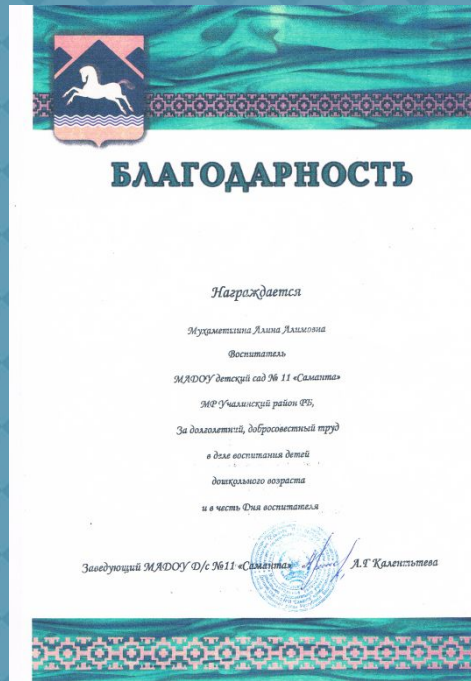 БЛАГОДАРНОСТЬ
Награждается
Мухаметшина Алина Алимовна
Воспитатель
МАДОУ детский сад № 11 «Саманта»
МР Учалинский район РБ,
За долголетний, добросовестный труд
в деле воспитания детей
дошкольного возраста
и в честь Дня воспитателя
Заведующий МАДОУ Д/с №11 «Саманта» А.Г